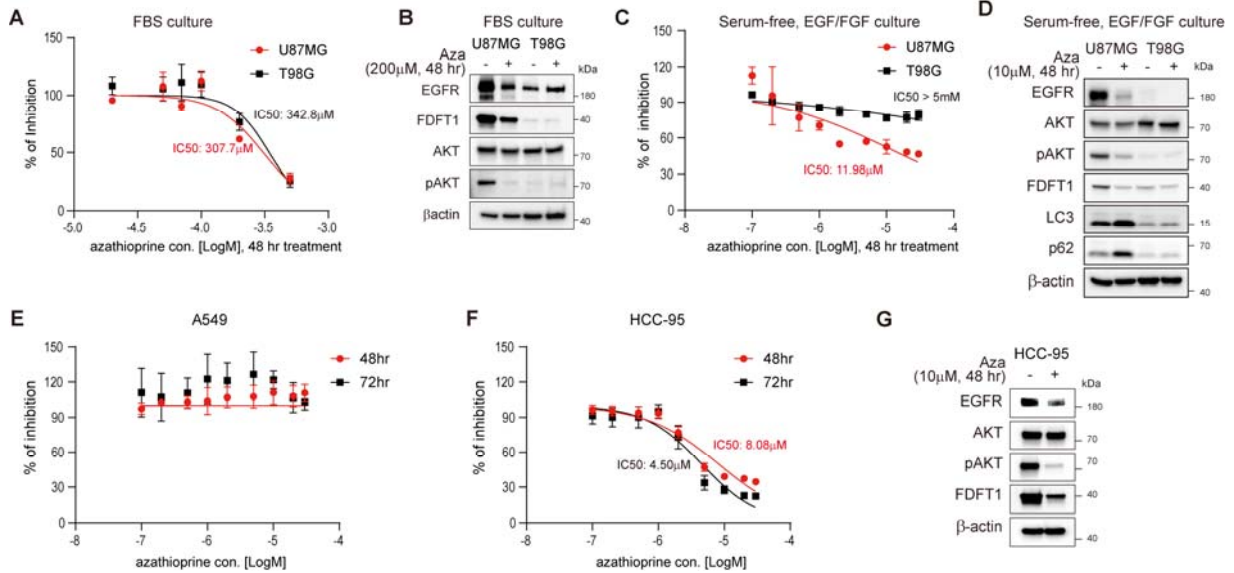 A
FBS culture
% of Inhibition
150
100
50
0
U87MG
T98G
IC50: 342.8µM
IC50: 307.7µM
-5.0
-4.5
-4.0
-3.5
-3.0
azathioprine con. [LogM], 48 hr treatment
B
FBS culture
U87MG T98G
Aza
(200µM, 48 hr)
- + - +
kDa
EGFR
180
FDFT1
40
AKT
70
pAKT
70
βactin
40
C
Serum-free, EGF/FGF culture
% of inhibition
150
120
90
60
30
0
U87MG
T98G
IC50 > 5mM
IC50: 11.98µM
-8
-7
-6
-5
-4
azathioprine con. [LogM]
D
Serum-free, EGF/FGF culture
U87MG T98G
Aza
(10µM, 48 hr)
- + - +
kDa
EGFR
180
AKT
70
pAKT
70
FDFT1
40
LC3
15
p62
70
β-actin
40
E
A549
% of inhibition
150
120
90
60
30
0
48hr
72hr
-8
-7
-6
-5
-4
azathioprine con. [LogM]
F
HCC-95
% of inhibition
150
120
90
60
30
0
48hr
72hr
IC50: 8.08µM
IC50: 4.50µM
-8
-7
-6
-5
-4
azathioprine con. [LogM]
G
HCC-95
Aza
(10µM, 48 hr)
- +
kDa
EGFR
180
AKT
70
pAKT
70
FDFT1
40
β-actin
40